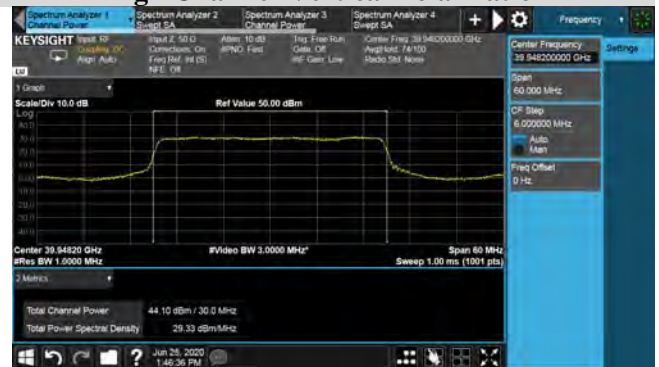 Spectrum Analyzer 1
Channel Power
Spectrum Analyzer 2
Swept SA
Spectrum Analyzer 3
Channel Power
Spectrum Analyzer 4
Swept SA
+
Frequency
KEYSIGHT
Input: RF
Coupling: DC
Align: Auto
Input Z: 50 Ω
Corrections: On
Freq Ref: Int (S)
NFE: Off
Atten: 10 dB
#PNO: Fast
Trig: Free Run
Gate: Off
#IF Gain: Low
Center Freq: 39.948200000 GHz
Avg|Hold: 74/100
Radio Std: None
Center Frequency
39.948200000 GHz
Settings
Span
60.000 MHz
CF Step
6.000000 MHz
Auto
Man
Freq Offset
0 Hz
1 Graph
Scale/Div 10.0 dB
Ref Value 50.00 dBm
Log
Center 39.94820 GHz
#Video BW 3.0000 MHz*
Span 60 MHz
#Res BW 1.0000 MHz
Sweep 1.00 ms (1001 pts)
2 Metrics
Total Channel Power
44.10 dBm / 30.0 MHz
Total Power Spectral Density
29.33 dBm/MHz
?
Jun 25, 2020
1:46:36 PM